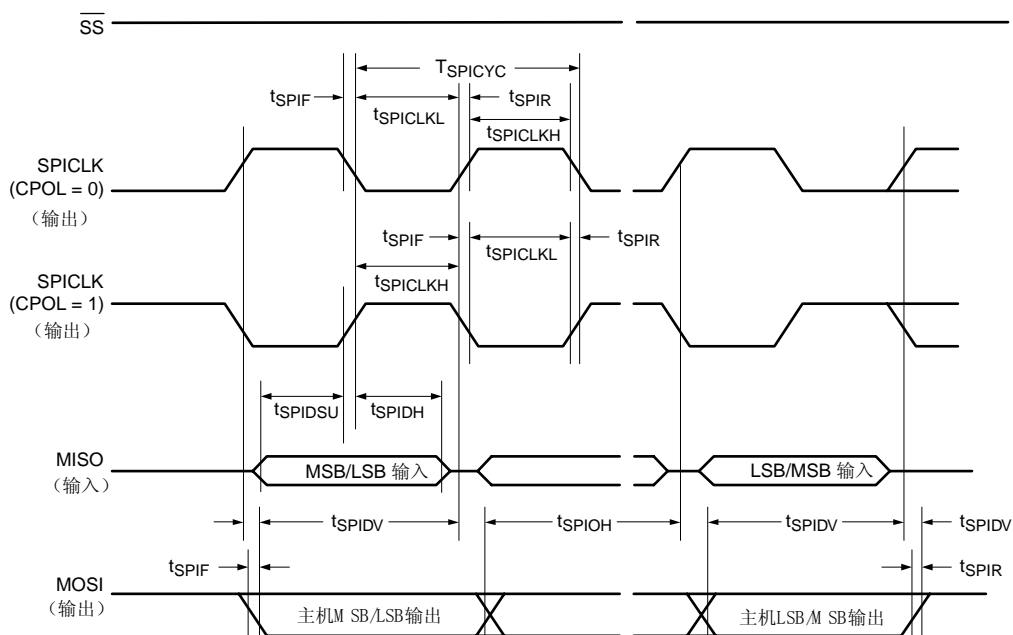 SS
TSPICYC
tSPIF
tSPICLKL
tSPIR
tSPICLKH
SPICLK
(CPOL = 0)
(输出)
tSPIF
tSPICLKL
tSPIR
tSPICLKH
SPICLK
(CPOL = 1)
(输出)
tSPIDSU
tSPIDH
MISO
(输入)
MSB/LSB 输入
LSB/MSB 输入
tSPIDV
tSPIOH
tSPIDV
tSPIDV
tSPIF
tSPIR
MOSI
(输出)
主机M SB/LSB输出
主机LSB/M SB输出